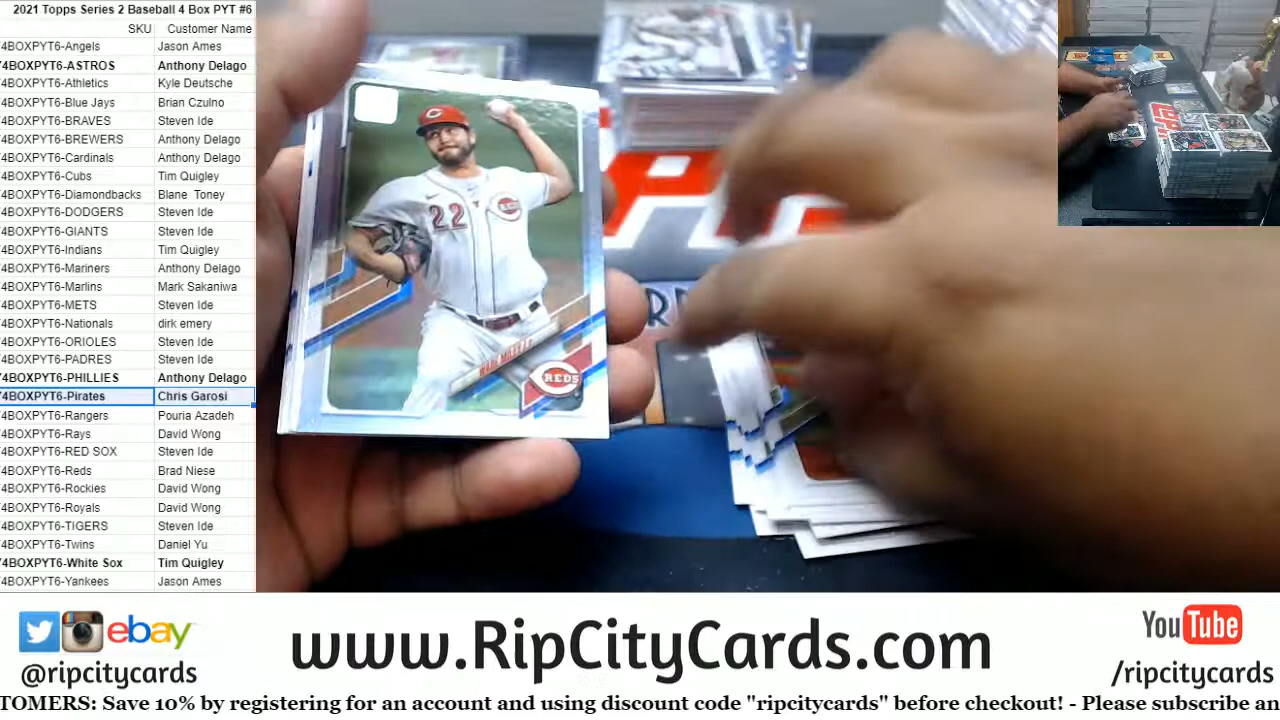 2021 Topps Series 2 Baseball 4 Box PYT #6
SKU Customer Name
4BOXPYT6-Angels Jason Ames
4BOXPYT6-ASTROS Anthony Delago
4BOXPYT6-Athletics Kyle Deutsche
4BOXPYT6-Blue Jays Brian Czulno
4BOXPYT6-BRAVES Steven Ide
4BOXPYT6-BREWERS Anthony Delago
4BOXPYT6-Cardinals Anthony Delago
4BOXPYT6-Cubs Tim Quigley
4BOXPYT6-Diamondbacks Blane Toney
4BOXPYT6-DODGERS Steven Ide
4BOXPYT6-GIANTS Steven Ide
4BOXPYT6-Indians Tim Quigley
4BOXPYT6-Mariners Anthony Delago
4BOXPYT6-Marlins Mark Sakaniwa
4BOXPYT6-METS Steven Ide
4BOXPYT6-Nationals dirk emery
4BOXPYT6-ORIOLES Steven Ide
4BOXPYT6-PADRES Steven Ide
4BOXPYT6-PHILLIES Anthony Delago
4BOXPYT6-Pirates Chris Garosi
4BOXPYT6-Rangers Pouria Azadeh
4BOXPYT6-Rays David Wong
4BOXPYT6-RED SOX Steven Ide
4BOXPYT6-Reds Brad Niese
4BOXPYT6-Rockies David Wong
4BOXPYT6-Royals David Wong
4BOXPYT6-TIGERS Steven Ide
4BOXPYT6-Twins Daniel Yu
4BOXPYT6-White Sox Tim Quigley
4BOXPYT6-Yankees Jason Ames
22
REDS
WADE MILEY
ebay
@ripcitycards
www.RipCityCards.com
YouTube
/ripcitycards
TOMERS: Save 10% by registering for an account and using discount code "ripcitycards" before checkout! - Please subscribe an